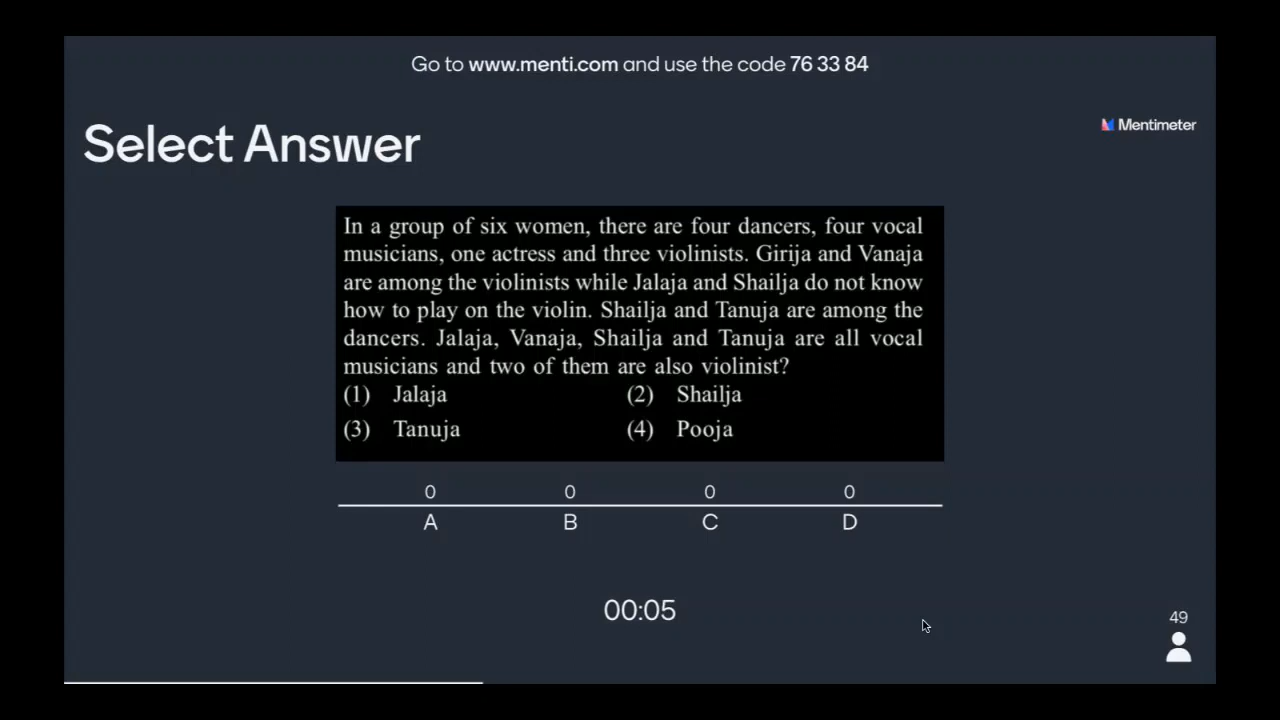 Go to www.menti.com and use the code 76 33 84
Mentimeter
Select Answer
In a group of six women, there are four dancers, four vocal
musicians, one actress and three violinists. Girija and Vanaja
are among the violinists while Jalaja and Shailja do not know
how to play on the violin. Shailja and Tanuja are among the
dancers. Jalaja, Vanaja, Shailja and Tanuja are all vocal
musicians and two of them are also violinist?
(1) Jalaja (2) Shailja
(3) Tanuja (4) Pooja
0 0 0 0
A B C D
00:05
49